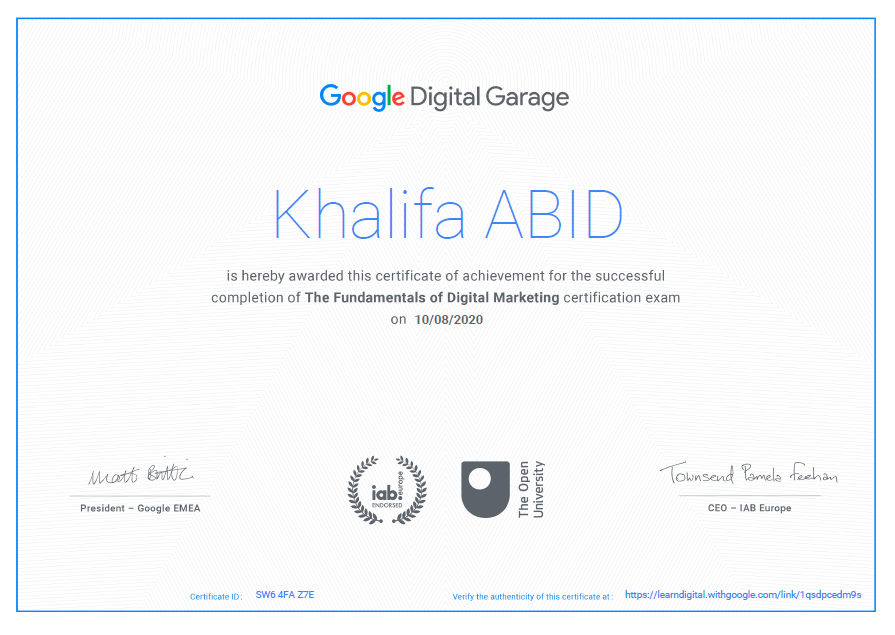 Google Digital Garage
Khalifa ABID
is hereby awarded this certificate of achievement for the successful
completion of The Fundamentals of Digital Marketing certification exam
on 10/08/2020
Matt Brittin
Townsend Pamela Feehan
President – Google EMEA
iab.europe
ENDORSED
The Open
University
CEO – IAB Europe
Certificate ID : SW6 4FA Z7E
Verify the authenticity of this certificate at : https://learndigital.withgoogle.com/link/1qsdpcedm9s